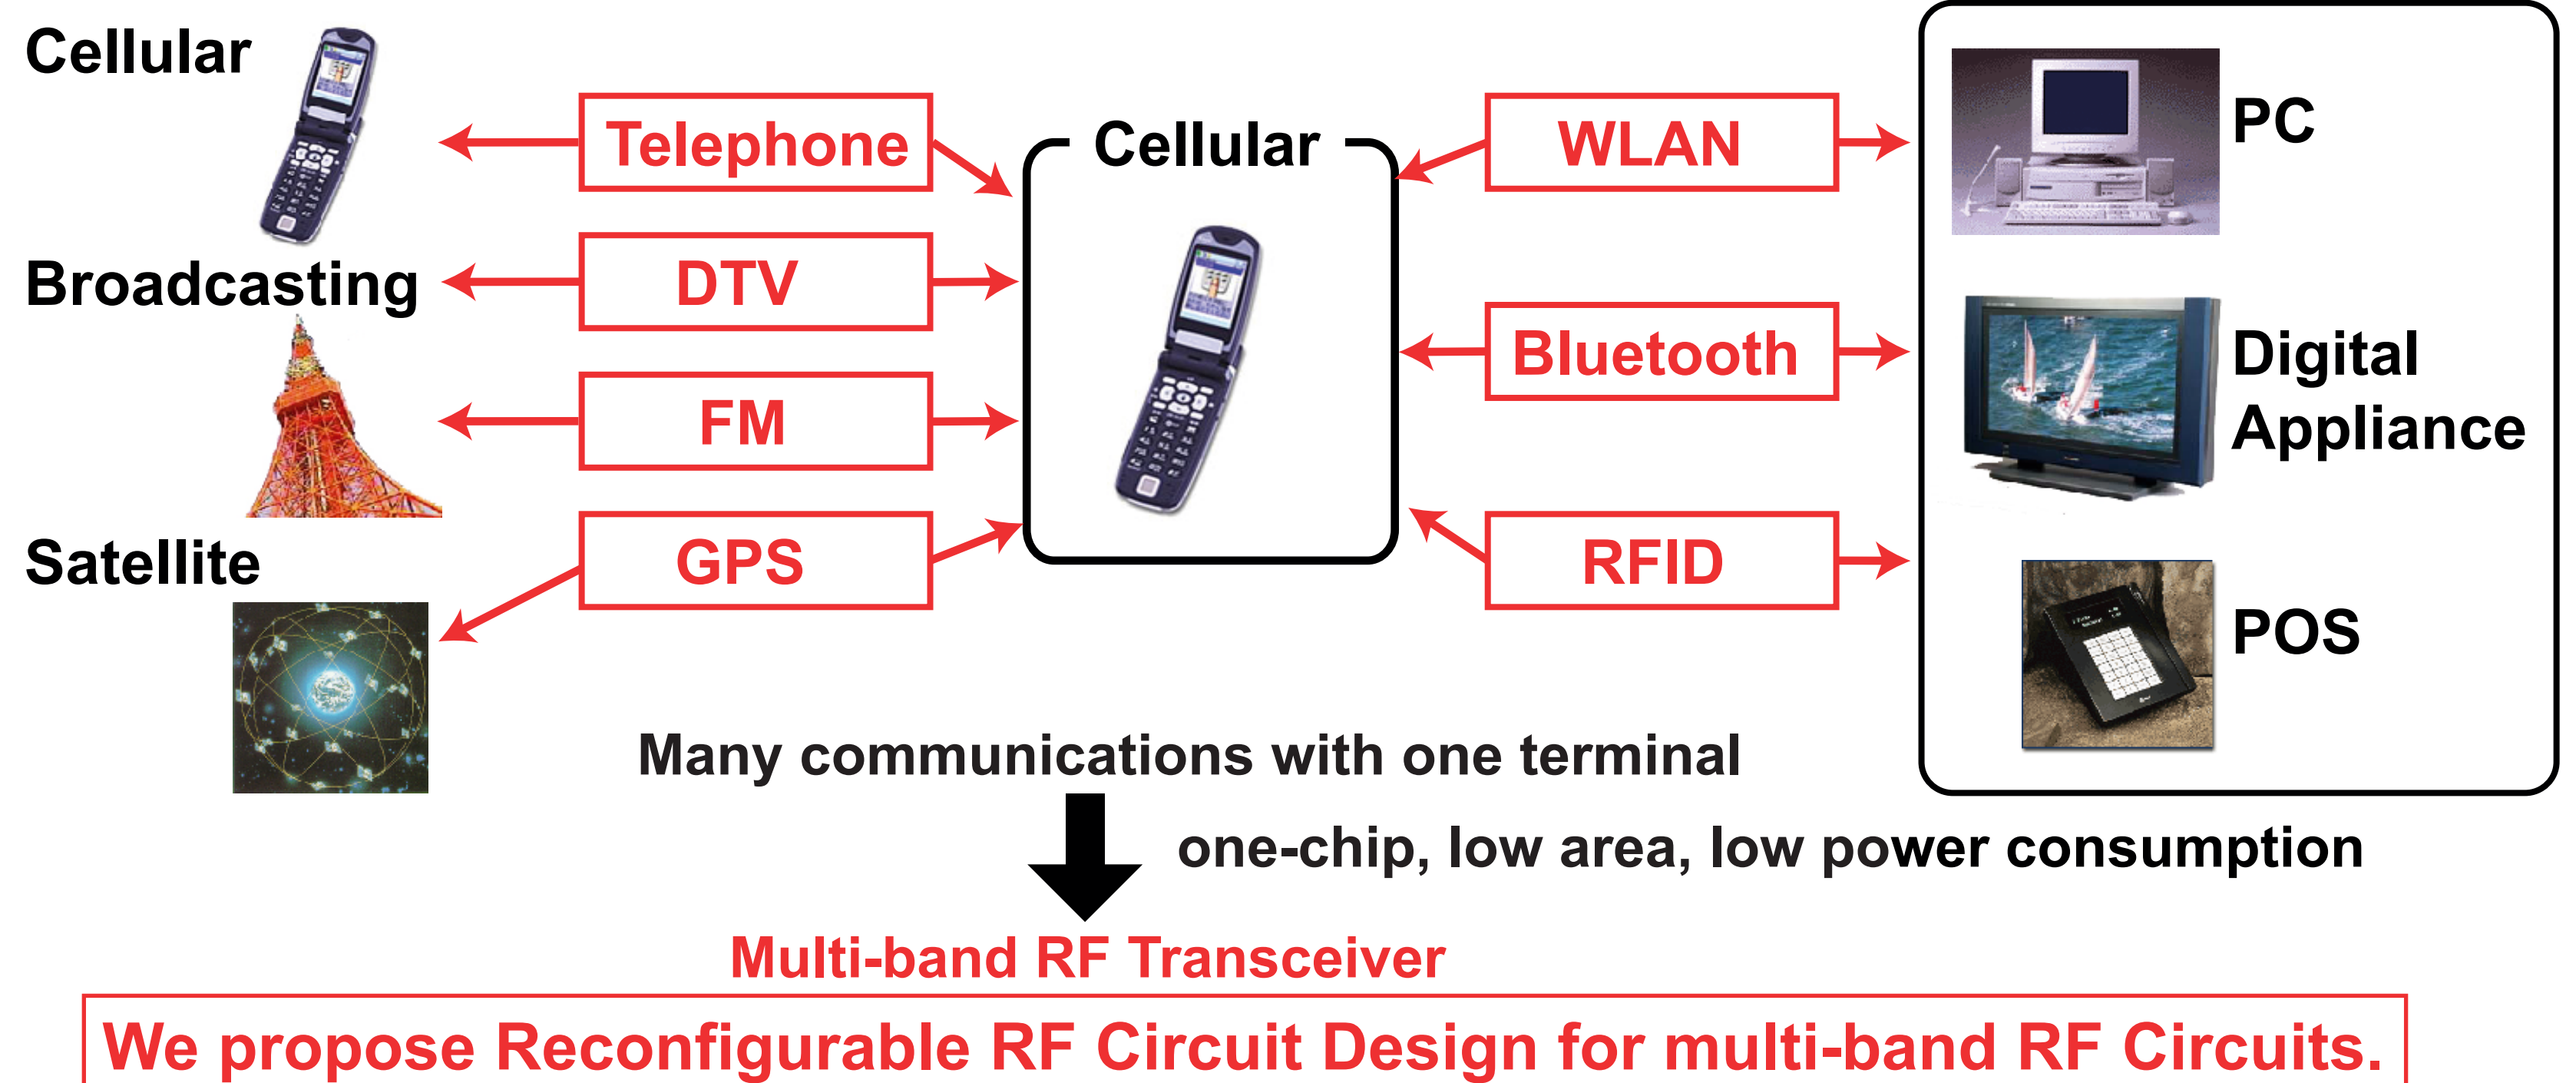 Cellular
Telephone
Cellular
WLAN
PC
Broadcasting
DTV
Bluetooth
Digital
Appliance
FM
Satellite
GPS
RFID
POS
Many communications with one terminal
one-chip, low area, low power consumption
Multi-band RF Transceiver
We propose Reconfigurable RF Circuit Design for multi-band RF Circuits.